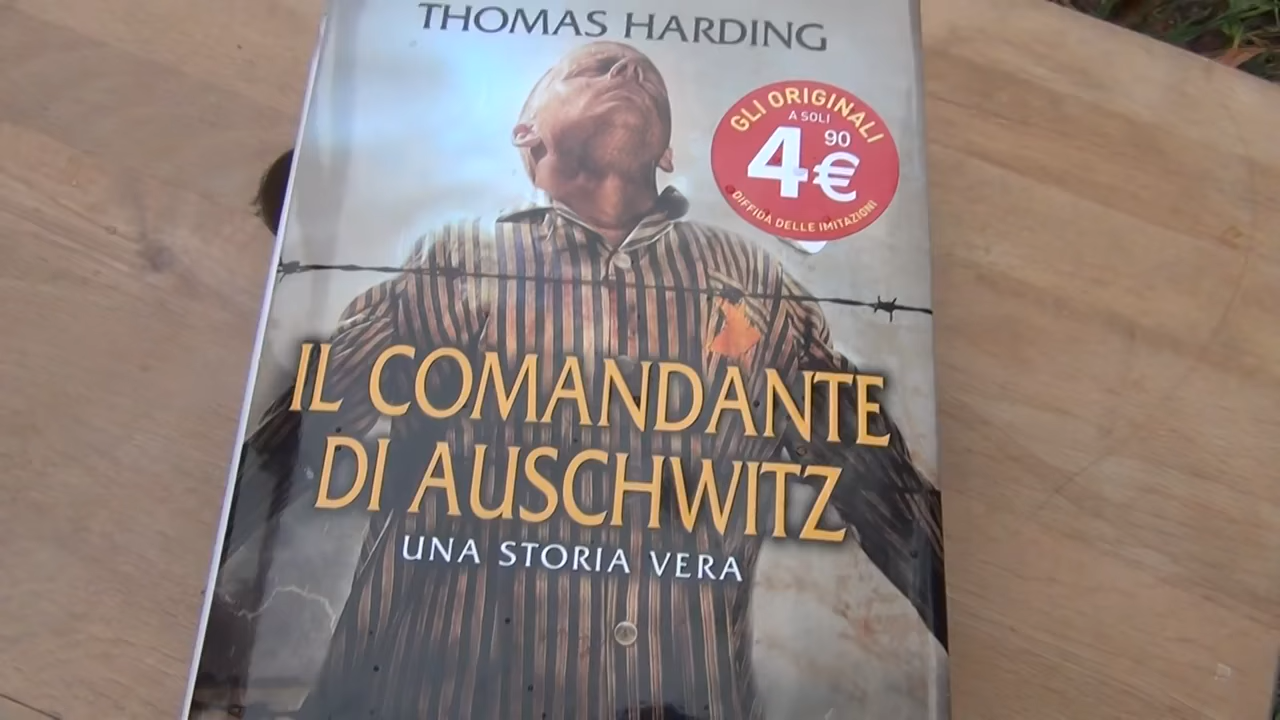 THOMAS HARDING
GLI ORIGINALI
A SOLI
4,90 €
DIFFIDA DELLE IMITAZIONI
IL COMANDANTE
DI AUSCHWITZ
UNA STORIA VERA